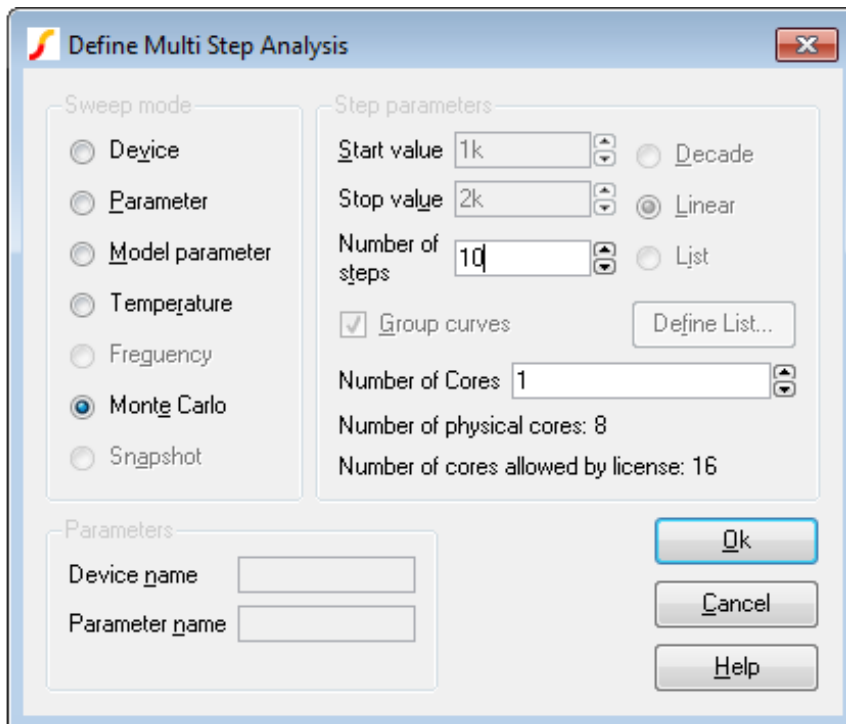 Define Multi Step Analysis
Sweep mode
Device
Parameter
Model parameter
Temperature
Freguency
Monte Carlo
Snapshot
Step parameters
Start value 1k
Stop value 2k
Number of
steps
10
Decade
Linear
List
Group curves
Define List...
Number of Cores 1
Number of physical cores: 8
Number of cores allowed by license: 16
Parameters
Device name
Parameter name
Ok
Cancel
Help